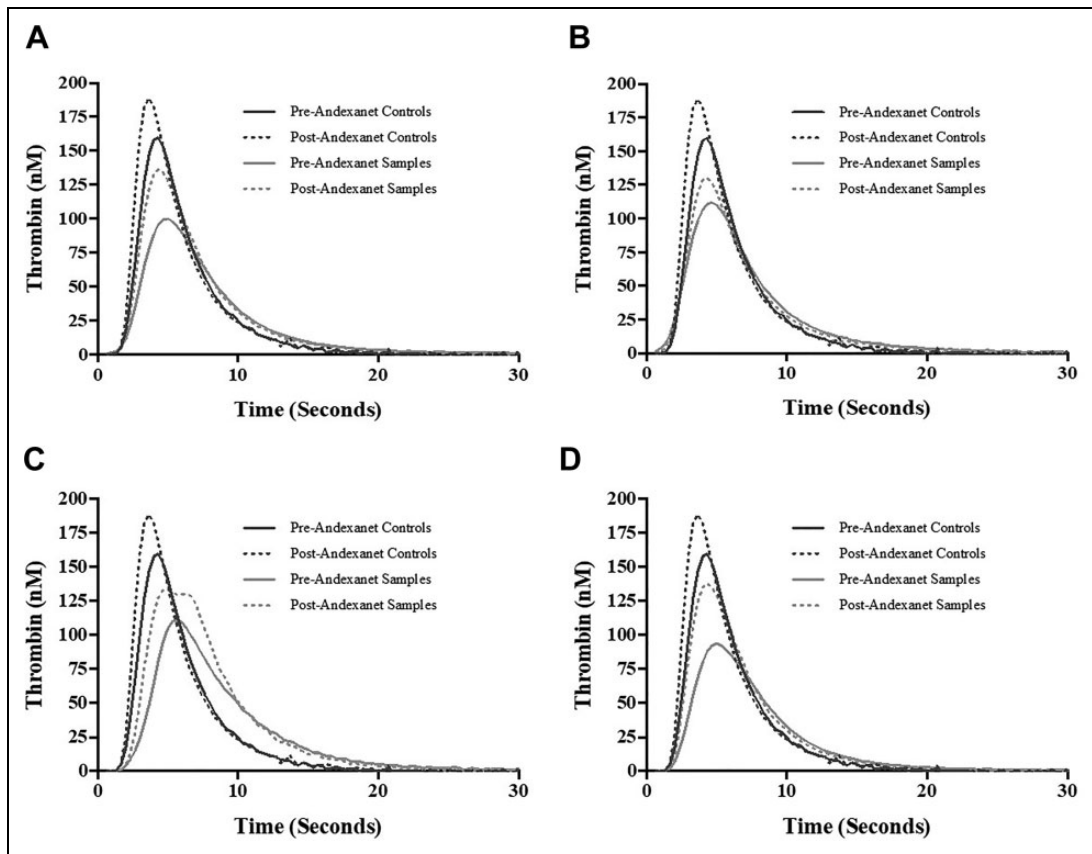 A
Thrombin (nM)
200
175
150
125
100
75
50
25
0
Pre-Andexanet Controls
Post-Andexanet Controls
Pre-Andexanet Samples
Post-Andexanet Samples
0 10 20 30
Time (Seconds)
B
Thrombin (nM)
200
175
150
125
100
75
50
25
0
Pre-Andexanet Controls
Post-Andexanet Controls
Pre-Andexanet Samples
Post-Andexanet Samples
0 10 20 30
Time (Seconds)
C
Thrombin (nM)
200
175
150
125
100
75
50
25
0
Pre-Andexanet Controls
Post-Andexanet Controls
Pre-Andexanet Samples
Post-Andexanet Samples
0 10 20 30
Time (Seconds)
D
Thrombin (nM)
200
175
150
125
100
75
50
25
0
Pre-Andexanet Controls
Post-Andexanet Controls
Pre-Andexanet Samples
Post-Andexanet Samples
0 10 20 30
Time (Seconds)